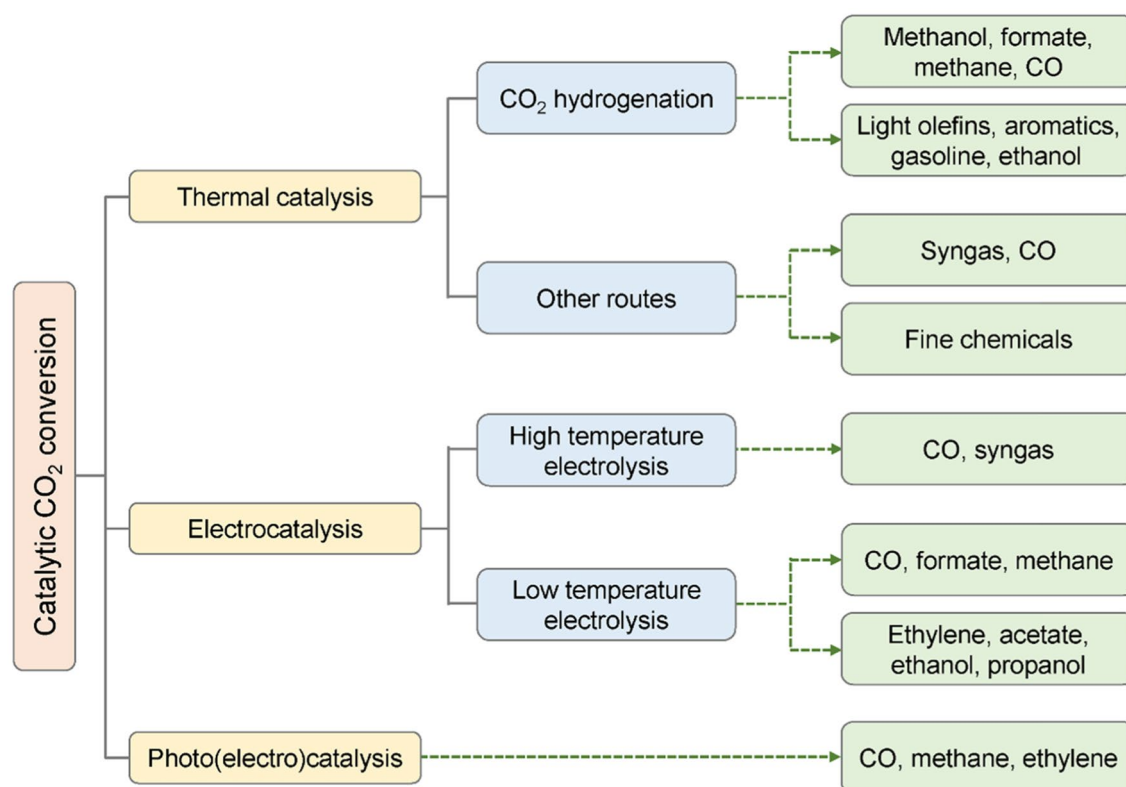 Catalytic CO₂ conversion
Thermal catalysis
CO₂ hydrogenation
Methanol, formate,
methane, CO
Light olefins, aromatics,
gasoline, ethanol
Other routes
Syngas, CO
Fine chemicals
Electrocatalysis
High temperature
electrolysis
CO, syngas
Low temperature
electrolysis
CO, formate, methane
Ethylene, acetate,
ethanol, propanol
Photo(electro)catalysis
CO, methane, ethylene